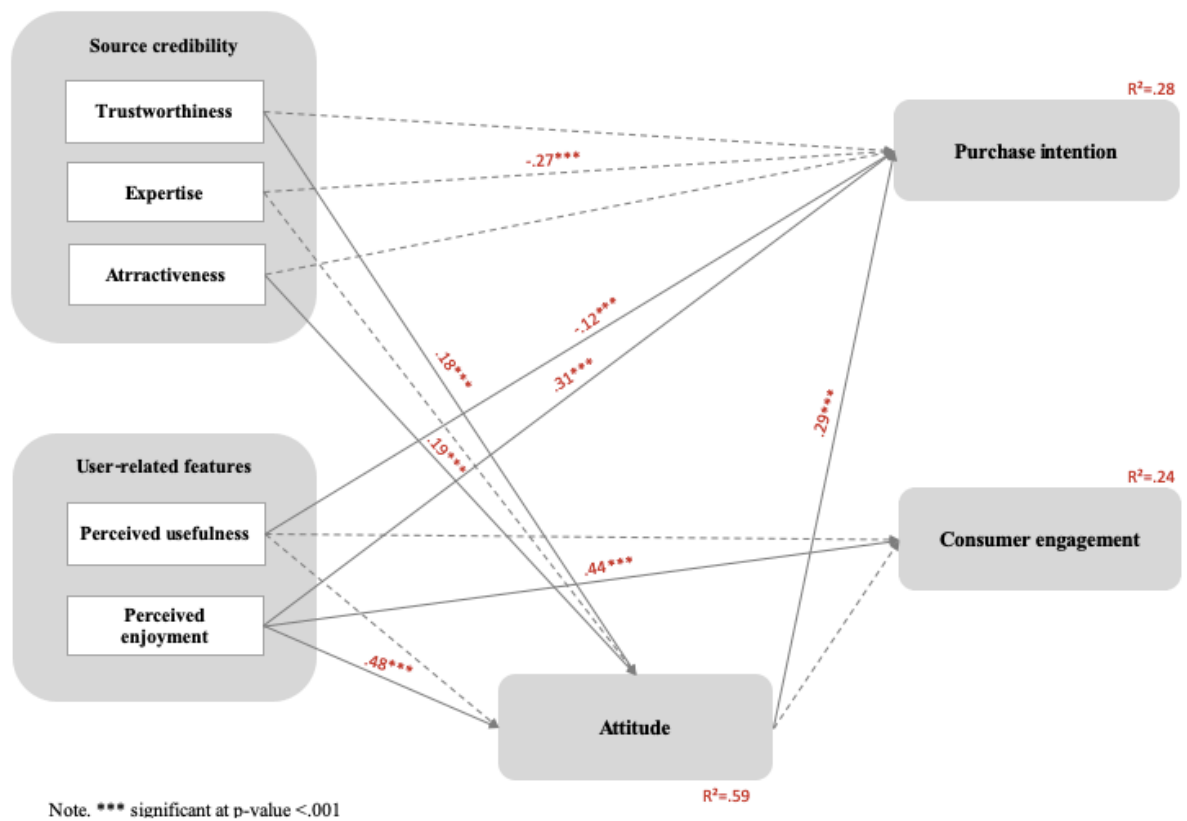 Source credibility
Trustworthiness
Expertise
Atrractiveness
User-related features
Perceived usefulness
Perceived
enjoyment
-.27***
-.12***
.31***
.18***
.19***
.29***
.44***
.48***
R²=.28
Purchase intention
R²=.24
Consumer engagement
Attitude
R²=.59
Note. *** significant at p-value <.001